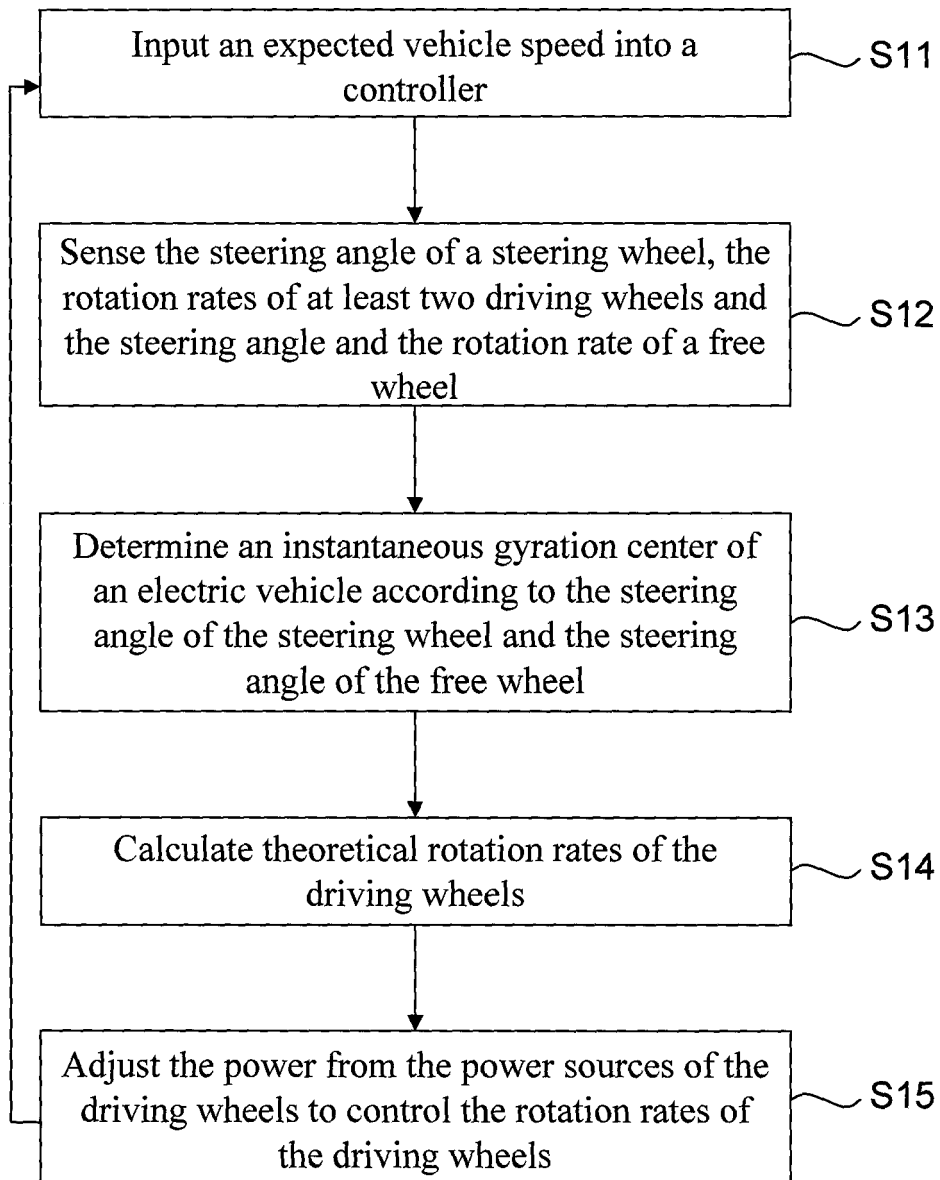 Input an expected vehicle speed into a
controller
S11
Sense the steering angle of a steering wheel, the
rotation rates of at least two driving wheels and
the steering angle and the rotation rate of a free
wheel
S12
Determine an instantaneous gyration center of
an electric vehicle according to the steering
angle of the steering wheel and the steering
angle of the free wheel
S13
Calculate theoretical rotation rates of the
driving wheels
S14
Adjust the power from the power sources of the
driving wheels to control the rotation rates of
the driving wheels
S15